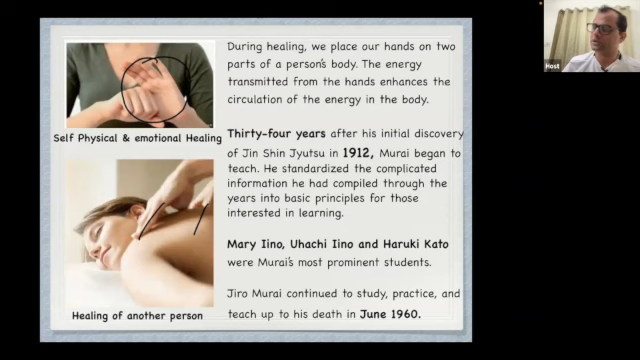 During healing, we place our hands on two
parts of a person's body. The energy
transmitted from the hands enhances the
circulation of the energy in the body.
Self Physical & emotional Healing
Thirty-four years after his initial discovery
of Jin Shin Jyutsu in 1912, Murai began to
teach. He standardized the complicated
information he had compiled through the
years into basic principles for those
interested in learning.
Mary Iino, Uhachi Iino and Haruki Kato
were Murai's most prominent students.
Jiro Murai continued to study, practice, and
teach up to his death in June 1960.
Healing of another person
Host